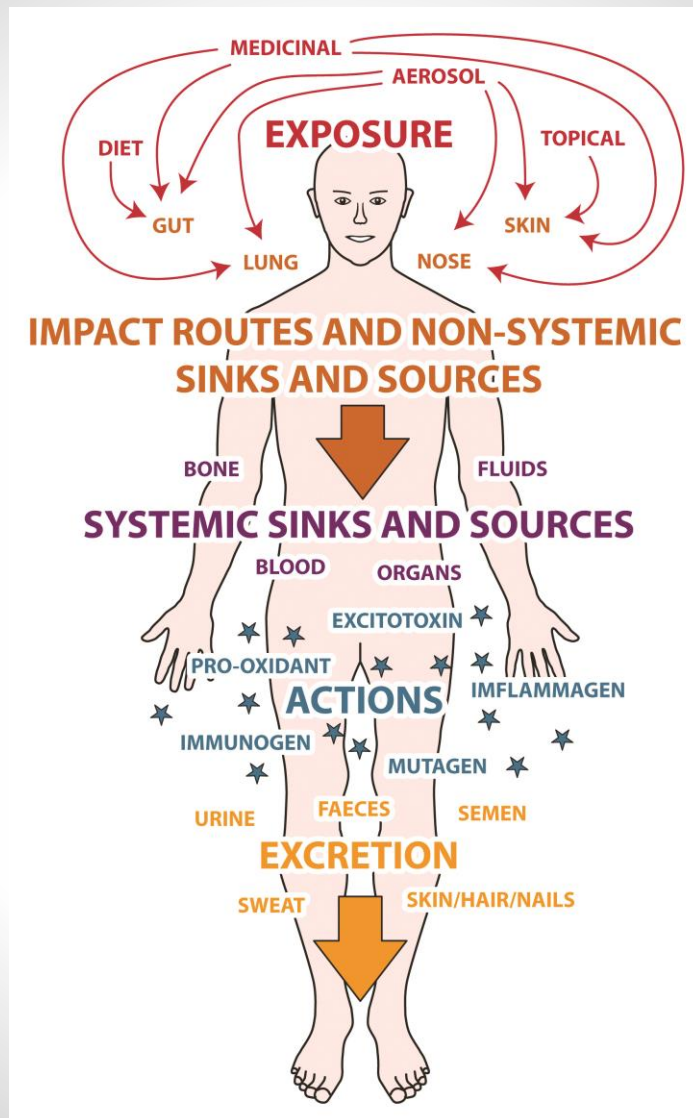 MEDICINAL
AEROSOL
EXPOSURE
DIET
TOPICAL
GUT
SKIN
LUNG
NOSE
IMPACT ROUTES AND NON-SYSTEMIC
SINKS AND SOURCES
BONE
FLUIDS
SYSTEMIC SINKS AND SOURCES
BLOOD
ORGANS
EXCITOTOXIN
PRO-OXIDANT
ACTIONS
IMFLAMMAGEN
IMMUNOGEN
MUTAGEN
URINE
FAECES
SEMEN
EXCRETION
SWEAT
SKIN/HAIR/NAILS